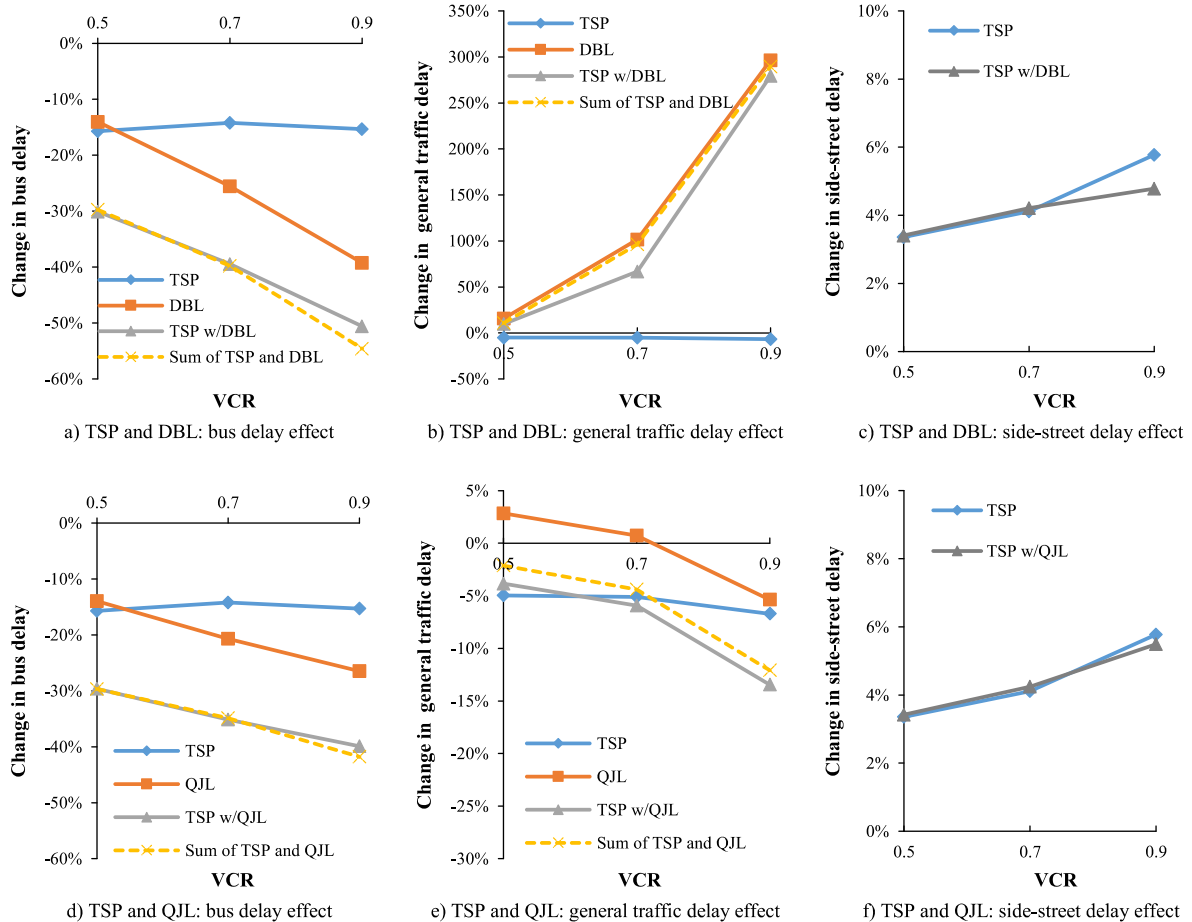 0.5 0.7 0.9
0%
-10%
-20%
-30%
-40%
-50%
-60%
Change in bus delay
TSP
DBL
TSP w/DBL
Sum of TSP and DBL
VCR
a) TSP and DBL: bus delay effect
350%
300%
250%
200%
150%
100%
50%
0%
-50%
0.5 0.7 0.9
Change in general traffic delay
TSP
DBL
TSP w/DBL
Sum of TSP and DBL
VCR
b) TSP and DBL: general traffic delay effect
10%
8%
6%
4%
2%
0%
0.5 0.7 0.9
Change in side-street delay
TSP
TSP w/DBL
VCR
c) TSP and DBL: side-street delay effect
0.5 0.7 0.9
0%
-10%
-20%
-30%
-40%
-50%
-60%
Change in bus delay
TSP
QJL
TSP w/QJL
Sum of TSP and QJL
VCR
d) TSP and QJL: bus delay effect
5%
0%
-5%
-10%
-15%
-20%
-25%
-30%
0.5 0.7 0.9
Change in general traffic delay
TSP
QJL
TSP w/QJL
Sum of TSP and QJL
VCR
e) TSP and QJL: general traffic delay effect
10%
8%
6%
4%
2%
0%
0.5 0.7 0.9
Change in side-street delay
TSP
TSP w/QJL
VCR
f) TSP and QJL: side-street delay effect